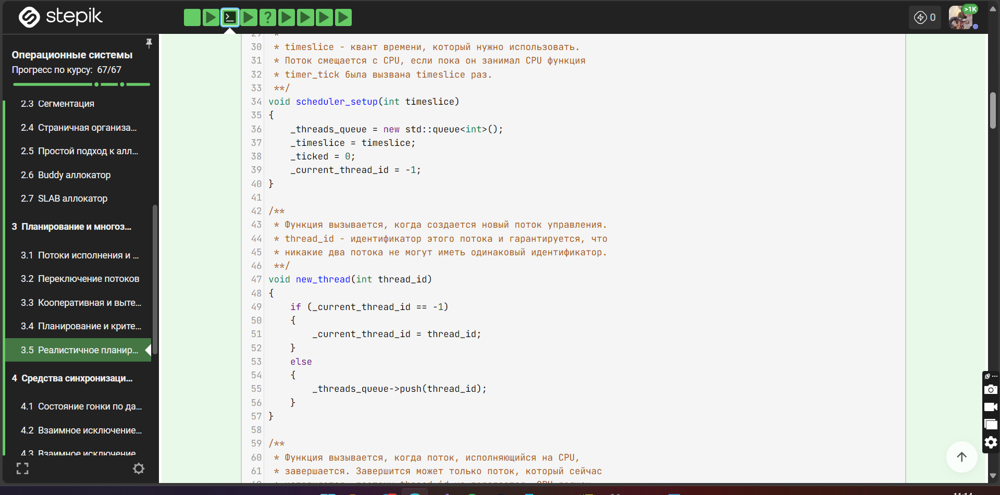 stepik
?
0
>1K
Операционные системы
Прогресс по курсу: 67/67
2.3 Сегментация
2.4 Страничная организа...
2.5 Простой подход к алл...
2.6 Buddy аллокатор
2.7 SLAB аллокатор
3 Планирование и многоз...
3.1 Потоки исполнения и ...
3.2 Переключение потоков
3.3 Кооперативная и выте...
3.4 Планирование и крите...
3.5 Реалистичное планир...
4 Средства синхронизаци...
4.1 Состояние гонки по да...
4.2 Взаимное исключение...
4.3 Взаимное исключение
29 *
30 * timeslice - квант времени, который нужно использовать.
31 * Поток смещается с CPU, если пока он занимал CPU функция
32 * timer_tick была вызвана timeslice раз.
33 **/
34 void scheduler_setup(int timeslice)
35 {
36 _threads_queue = new std::queue<int>();
37 _timeslice = timeslice;
38 _ticked = 0;
39 _current_thread_id = -1;
40 }
41
42 /**
43 * Функция вызывается, когда создается новый поток управления.
44 * thread_id - идентификатор этого потока и гарантируется, что
45 * никакие два потока не могут иметь одинаковый идентификатор.
46 **/
47 void new_thread(int thread_id)
48 {
49 if (_current_thread_id == -1)
50 {
51 _current_thread_id = thread_id;
52 }
53 else
54 {
55 _threads_queue->push(thread_id);
56 }
57 }
58
59 /**
60 * Функция вызывается, когда поток, исполняющийся на CPU,
61 * завершается. Завершится может только поток, который сейчас